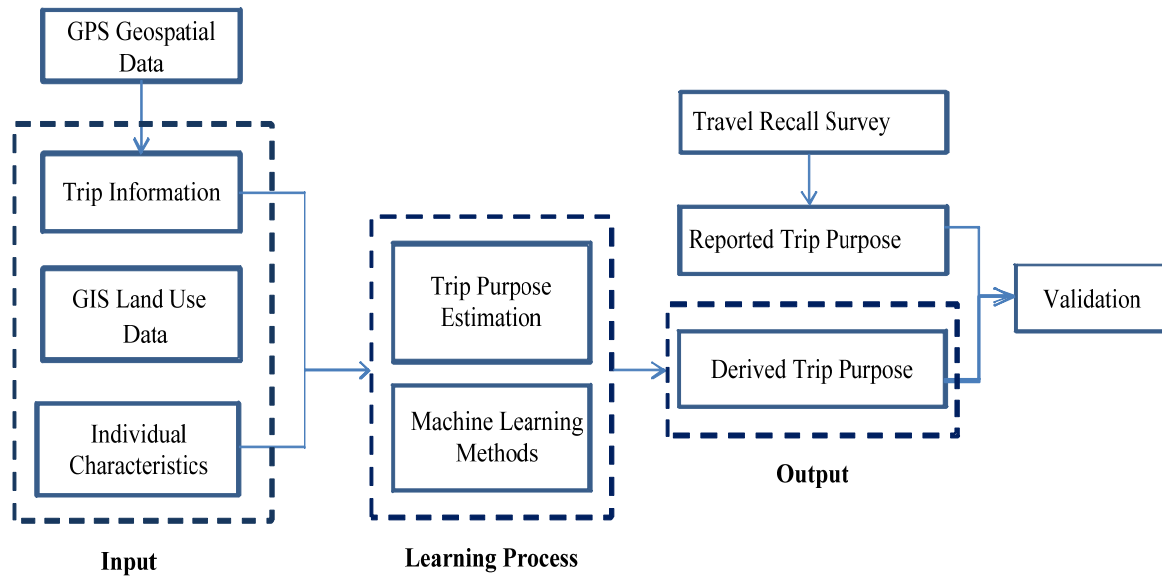 GPS Geospatial
Data
Trip Information
GIS Land Use
Data
Individual
Characteristics
Input
Trip Purpose
Estimation
Machine Learning
Methods
Learning Process
Travel Recall Survey
Reported Trip Purpose
Derived Trip Purpose
Output
Validation